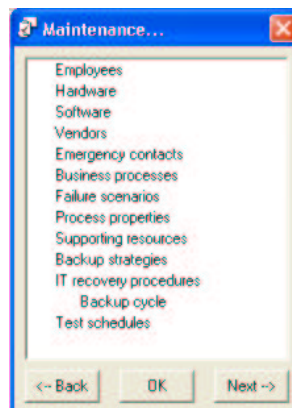 Maintenance...
Employees
Hardware
Software
Vendors
Emergency contacts
Business processes
Failure scenarios
Process properties
Supporting resources
Backup strategies
IT recovery procedures
Backup cycle
Test schedules
<-- Back OK Next -->